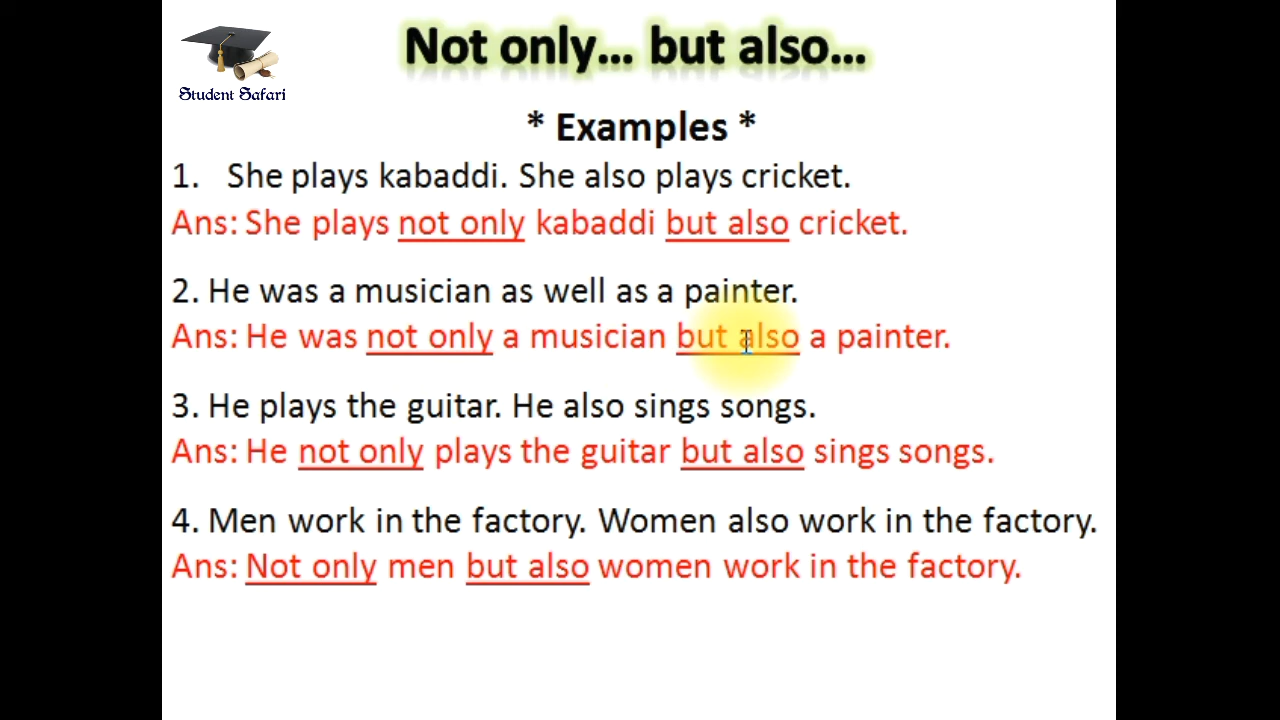 Not only... but also...
Student Safari
* Examples *
1. She plays kabaddi. She also plays cricket.
Ans: She plays not only kabaddi but also cricket.
2. He was a musician as well as a painter.
Ans: He was not only a musician but also a painter.
3. He plays the guitar. He also sings songs.
Ans: He not only plays the guitar but also sings songs.
4. Men work in the factory. Women also work in the factory.
Ans: Not only men but also women work in the factory.